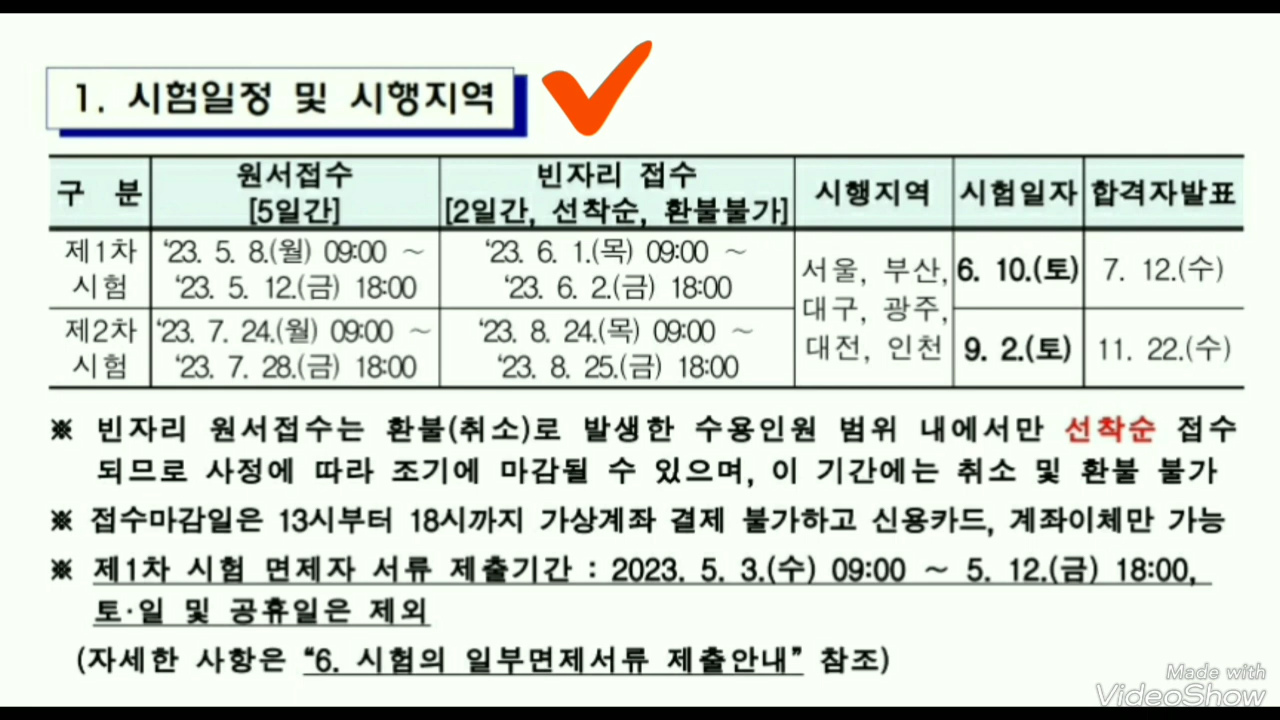 1. 시험일정 및 시행지역
구 분 원서접수 [5일간] 빈자리 접수 [2일간, 선착순, 환불불가] 시행지역 시험일자 합격자발표
제1차 시험 ‘23. 5. 8.(월) 09:00 ~ ‘23. 5. 12.(금) 18:00 ‘23. 6. 1.(목) 09:00 ~ ‘23. 6. 2.(금) 18:00 서울, 부산, 대구, 광주, 대전, 인천 6. 10.(토) 7. 12.(수)
제2차 시험 ‘23. 7. 24.(월) 09:00 ~ ‘23. 7. 28.(금) 18:00 ‘23. 8. 24.(목) 09:00 ~ ‘23. 8. 25.(금) 18:00 9. 2.(토) 11. 22.(수)
※ 빈자리 원서접수는 환불(취소)로 발생한 수용인원 범위 내에서만 선착순 접수
되므로 사정에 따라 조기에 마감될 수 있으며, 이 기간에는 취소 및 환불 불가
※ 접수마감일은 13시부터 18시까지 가상계좌 결제 불가하고 신용카드, 계좌이체만 가능
※ 제1차 시험 면제자 서류 제출기간 : 2023. 5. 3.(수) 09:00 ~ 5. 12.(금) 18:00,
토·일 및 공휴일은 제외
(자세한 사항은 “6. 시험의 일부면제서류 제출안내” 참조)
Made with
VideoShow